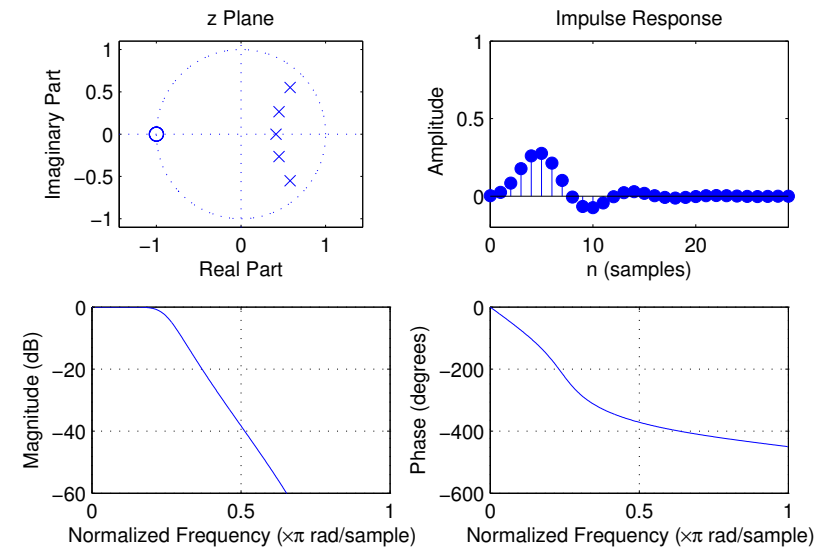 z Plane
1
0.5
0
−0.5
−1
Imaginary Part
−1
0
1
Real Part
Impulse Response
1
0.5
0
Amplitude
0
10
20
n (samples)
0
−20
−40
−60
Magnitude (dB)
0
0.5
1
Normalized Frequency (×π rad/sample)
0
−200
−400
−600
Phase (degrees)
0
0.5
1
Normalized Frequency (×π rad/sample)